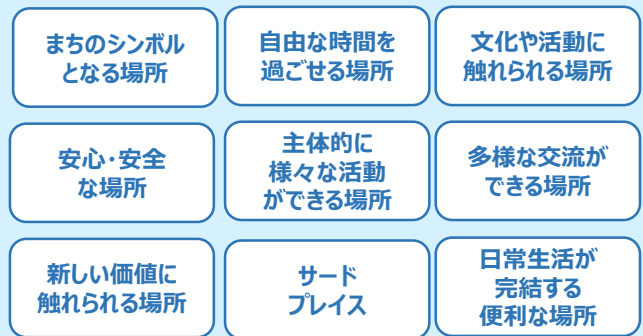 まちのシンボル
となる場所
自由な時間を
過ごせる場所
文化や活動に
触れられる場所
安心・安全
な場所
主体的に
様々な活動
ができる場所
多様な交流が
できる場所
新しい価値に
触れられる場所
サード
プレイス
日常生活が
完結する
便利な場所